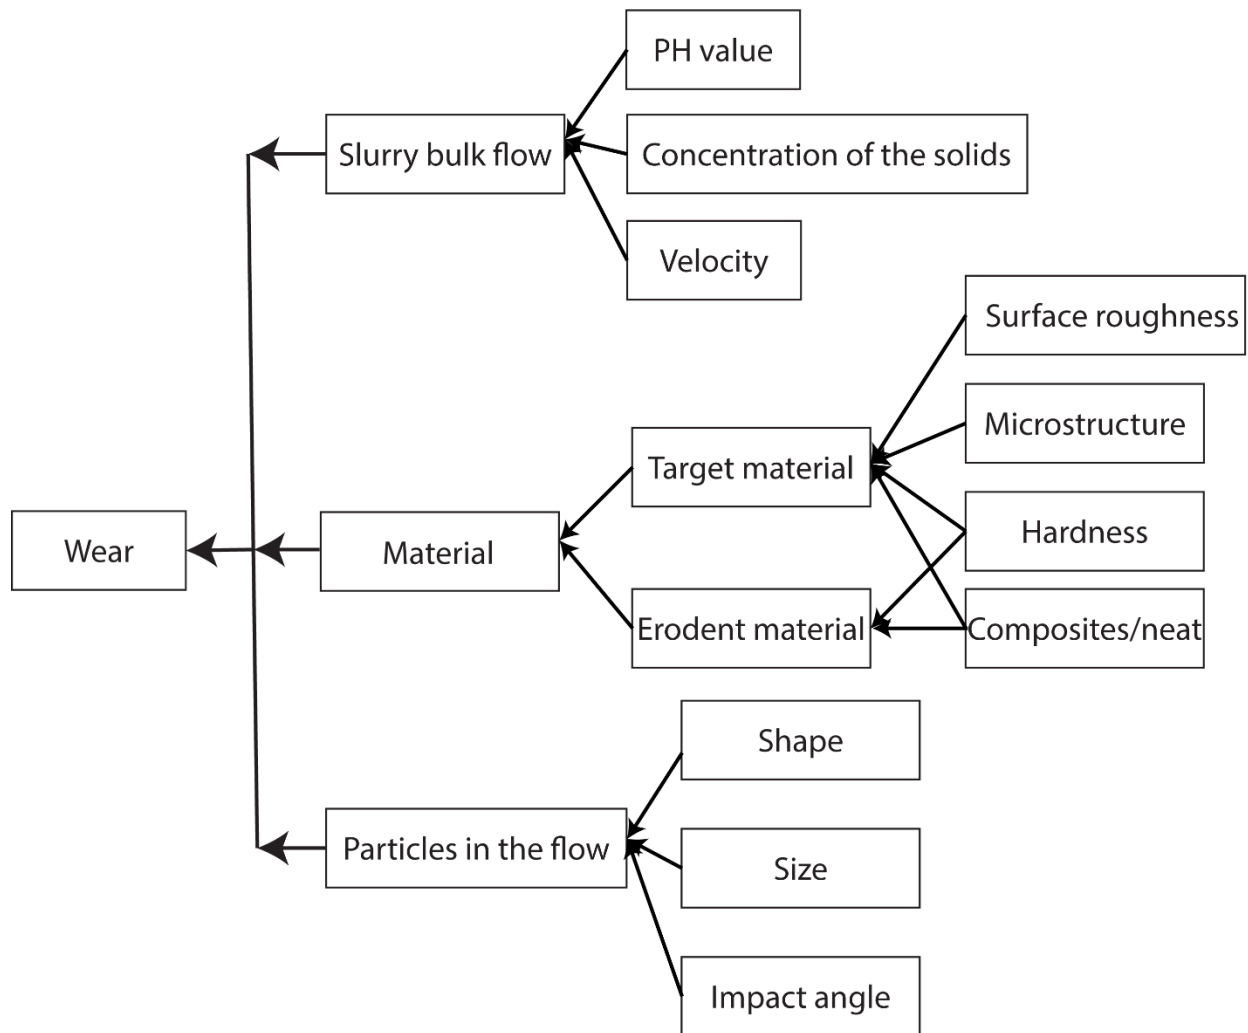 PH value
Slurry bulk flow
Concentration of the solids
Velocity
Surface roughness
Microstructure
Target material
Hardness
Wear
Material
Erodent material
Composites/neat
Shape
Particles in the flow
Size
Impact angle